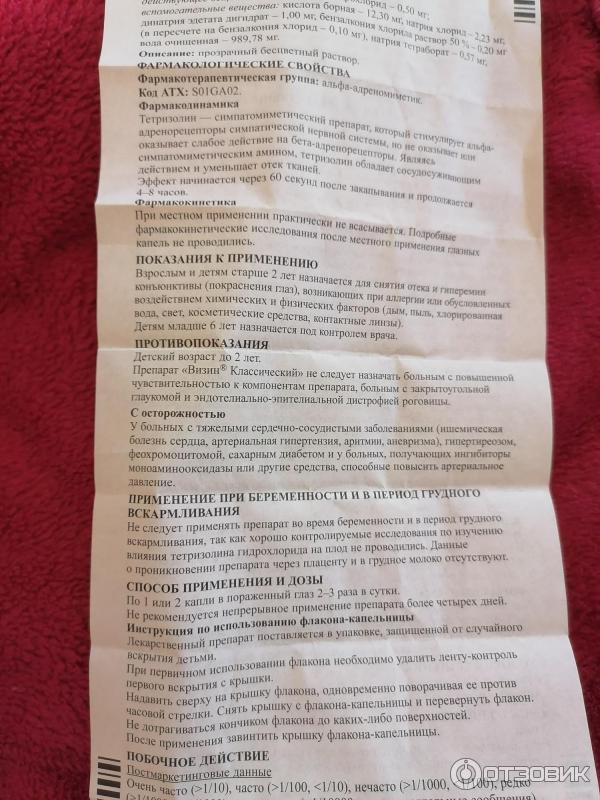 хлорид – 0,50 мг;
вспомогательные вещества: кислота борная – 12,30 мг, натрия хлорид – 2,23 мг,
динатрия эдетата дигидрат – 1,00 мг, бензалкония хлорида раствор 50 % - 0,20 мг
(в пересчете на бензалкония хлорид – 0,10 мг), натрия тетраборат – 0,57 мг,
вода очищенная – 989,78 мг.
Описание: прозрачный бесцветный раствор.
ФАРМАКОЛОГИЧЕСКИЕ СВОЙСТВА
Фармакотерапевтическая группа: альфа-адреномиметик.
Код АТХ: S01GA02.
Фармакодинамика
Тетризолин — симпатомиметический препарат, который стимулирует альфа-
адренорецепторы симпатической нервной системы, но не оказывает или
оказывает слабое действие на бета-адренорецепторы. Являясь
симпатомиметическим амином, тетризолин обладает сосудосуживающим
действием и уменьшает отек тканей.
Эффект начинается через 60 секунд после закапывания и продолжается
4–8 часов.
Фармакокинетика
При местном применении практически не всасывается. Подробные
фармакокинетические исследования после местного применения глазных
капель не проводились.
ПОКАЗАНИЯ К ПРИМЕНЕНИЮ
Взрослым и детям старше 2 лет назначается для снятия отека и гиперемии
конъюнктивы (покраснения глаз), возникающих при аллергии или обусловленных
воздействием химических и физических факторов (дым, пыль, хлорированная
вода, свет, косметические средства, контактные линзы).
Детям младше 6 лет назначается под контролем врача.
ПРОТИВОПОКАЗАНИЯ
Детский возраст до 2 лет.
Препарат «Визин® Классический» не следует назначать больным с повышенной
чувствительностью к компонентам препарата, больным с закрытоугольной
глаукомой и эндотелиально-эпителиальной дистрофией роговицы.
С осторожностью
У больных с тяжелыми сердечно-сосудистыми заболеваниями (ишемическая
болезнь сердца, артериальная гипертензия, аритмии, аневризма), гипертиреозом,
феохромоцитомой, сахарным диабетом и у больных, получающих ингибиторы
моноаминооксидазы или другие средства, способные повысить артериальное
давление.
ПРИМЕНЕНИЕ ПРИ БЕРЕМЕННОСТИ И В ПЕРИОД ГРУДНОГО
ВСКАРМЛИВАНИЯ
Не следует применять препарат во время беременности и в период грудного
вскармливания, так как хорошо контролируемые исследования по изучению
влияния тетризолина гидрохлорида на плод не проводились. Данные
о проникновении препарата через плаценту и в грудное молоко отсутствуют.
СПОСОБ ПРИМЕНЕНИЯ И ДОЗЫ
По 1 или 2 капли в пораженный глаз 2–3 раза в сутки.
Не рекомендуется непрерывное применение препарата более четырех дней.
Инструкция по использованию флакона-капельницы
Лекарственный препарат поставляется в упаковке, защищенной от случайного
вскрытия детьми.
При первичном использовании флакона необходимо удалить ленту-контроль
первого вскрытия с крышки.
Надавить сверху на крышку флакона, одновременно поворачивая ее против
часовой стрелки. Снять крышку с флакона-капельницы и перевернуть флакон.
Не дотрагиваться кончиком флакона до каких-либо поверхностей.
После применения завинтить крышку флакона-капельницы.
ПОБОЧНОЕ ДЕЙСТВИЕ
Постмаркетинговые данные
Очень часто (>1/10), часто (>1/100, <1/10), нечасто (>1/1000, <1/100), редко
ОТЗОВИК